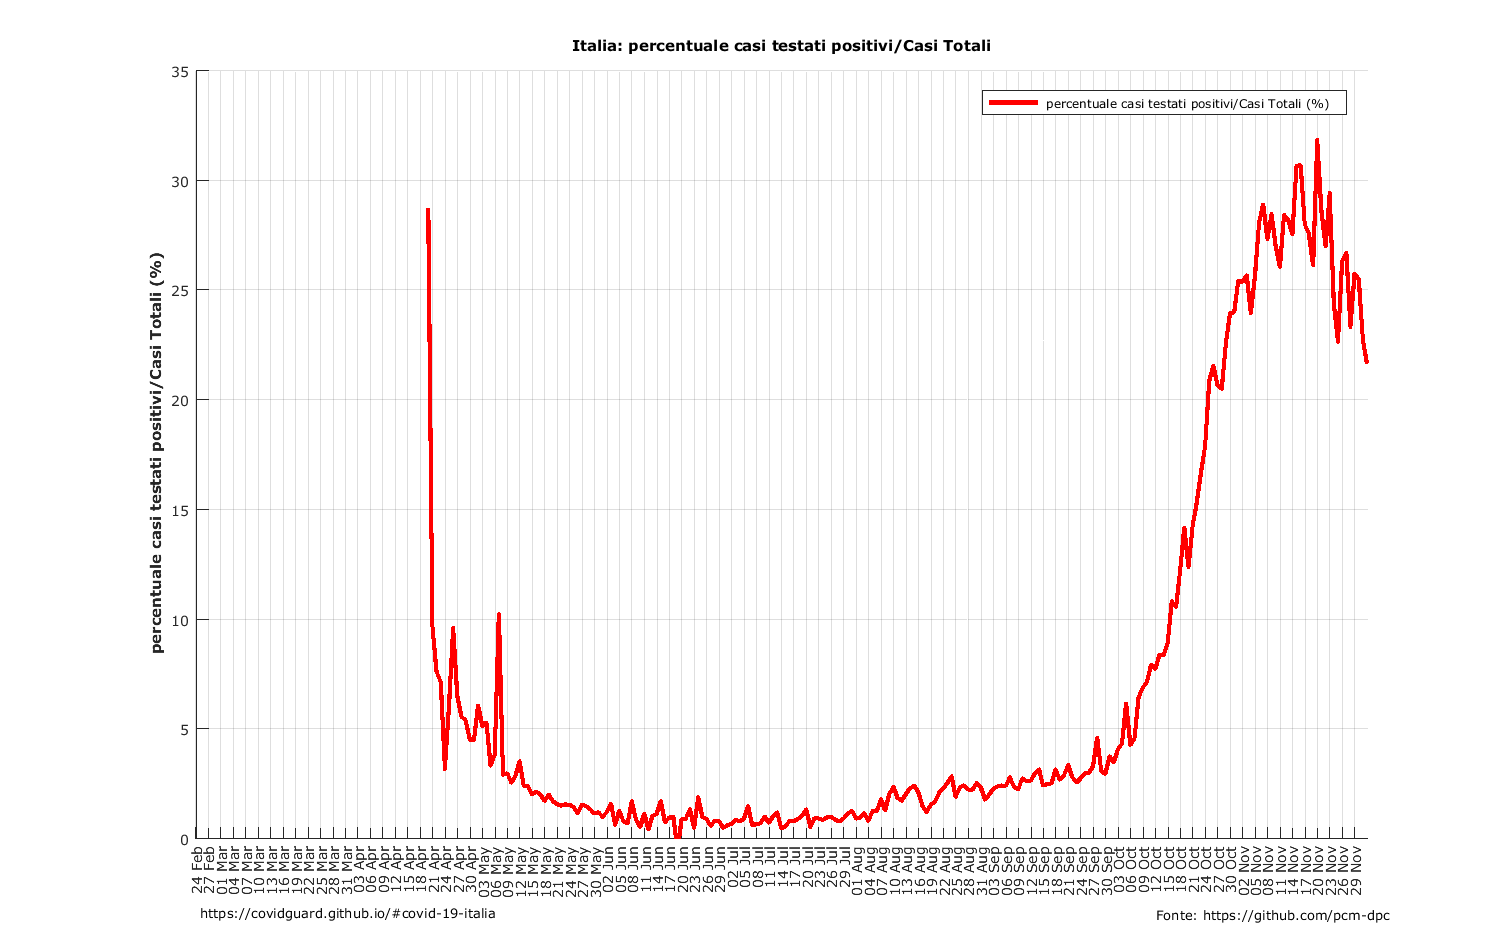 Italia: percentuale casi testati positivi/Casi Totali
percentuale casi testati positivi/Casi Totali (%)
percentuale casi testati positivi/Casi Totali (%)
35
30
25
20
15
10
5
0
24 Feb
27 Feb
01 Mar
04 Mar
07 Mar
10 Mar
13 Mar
16 Mar
19 Mar
22 Mar
25 Mar
28 Mar
31 Mar
03 Apr
06 Apr
09 Apr
12 Apr
15 Apr
18 Apr
21 Apr
24 Apr
27 Apr
30 Apr
03 May
06 May
09 May
12 May
15 May
18 May
21 May
24 May
27 May
30 May
02 Jun
05 Jun
08 Jun
11 Jun
14 Jun
17 Jun
20 Jun
23 Jun
26 Jun
29 Jun
02 Jul
05 Jul
08 Jul
11 Jul
14 Jul
17 Jul
20 Jul
23 Jul
26 Jul
29 Jul
01 Aug
04 Aug
07 Aug
10 Aug
13 Aug
16 Aug
19 Aug
22 Aug
25 Aug
28 Aug
31 Aug
03 Sep
06 Sep
09 Sep
12 Sep
15 Sep
18 Sep
21 Sep
24 Sep
27 Sep
30 Sep
03 Oct
06 Oct
09 Oct
12 Oct
15 Oct
18 Oct
21 Oct
24 Oct
27 Oct
30 Oct
02 Nov
05 Nov
08 Nov
11 Nov
14 Nov
17 Nov
20 Nov
23 Nov
26 Nov
29 Nov
https://covidguard.github.io/#covid-19-italia
Fonte: https://github.com/pcm-dpc